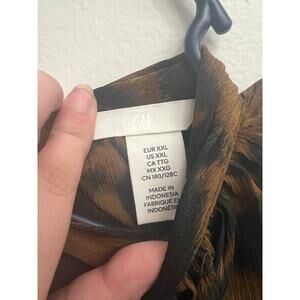 H&M
EUR XXL
US XXL
CA TTG
MX XXG
CN 180/128C
MADE IN
INDONESIA
FABRIQUÉ EN
INDONÉSIE